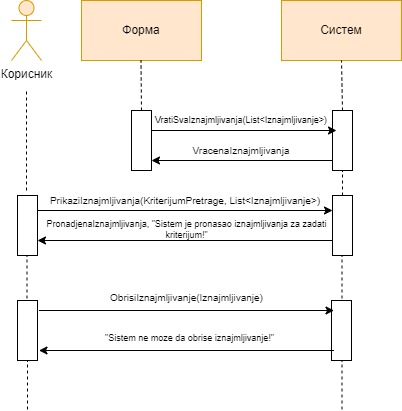 Форма
Систем
Корисник
VratiSvaIznajmljivanja(List<Iznajmljivanje>)
VracenaIznajmljivanja
PrikaziIznajmljivanja(KriterijumPretrage, List<Iznajmljivanje>)
PronadjenaIznajmljivanja, "Sistem je pronasao iznajmljivanja za zadati
kriterijum!"
ObrisiIznajmljivanje(Iznajmljivanje)
"Sistem ne moze da obrise iznajmljivanje!"